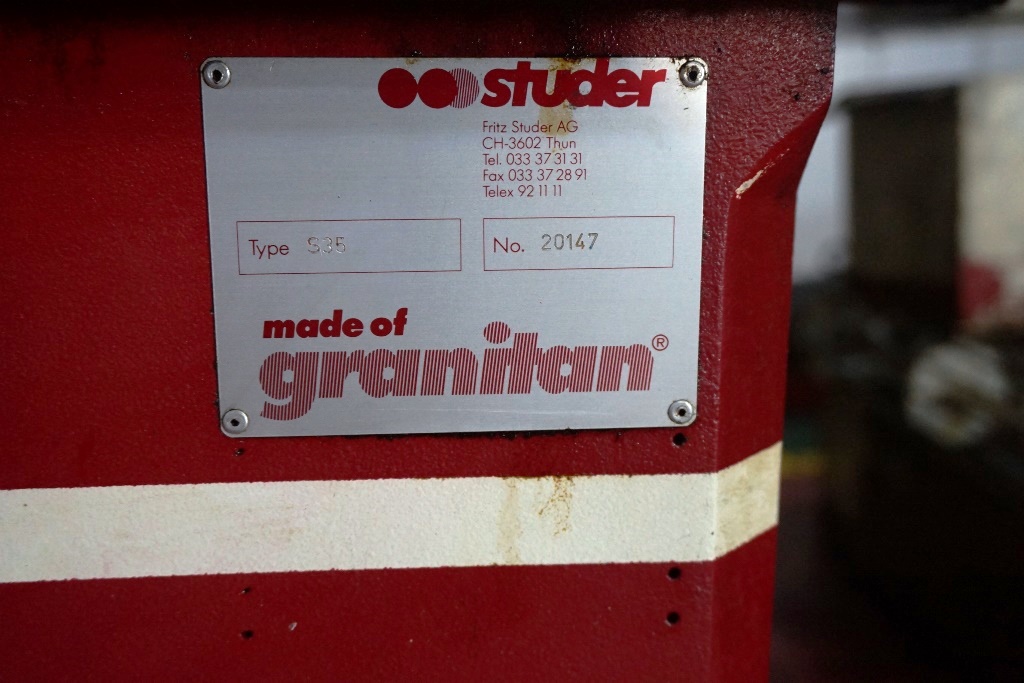 studer
Fritz Studer AG
CH-3602 Thun
Tel. 033 37 31 31
Fax 033 37 28 91
Telex 92 11 11
Type S35
No. 20147
made of
granitan®